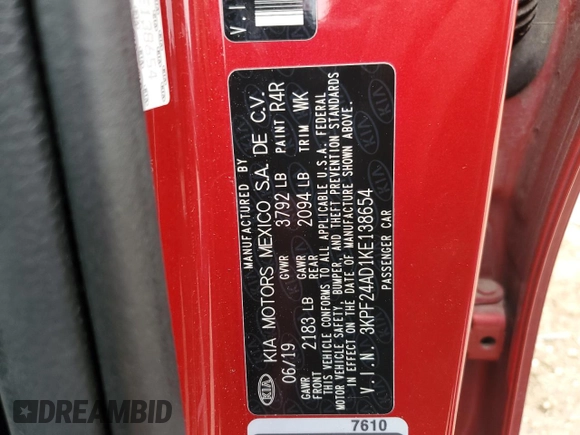 MANUFACTURED BY
KIA KIA MOTORS MEXICO S.A. DE C.V.
06/19 GVWR 3792 LB PAINT R4R
GAWR FRONT 2183 LB GAWR REAR 2094 LB TRIM WK
THIS VEHICLE CONFORMS TO ALL APPLICABLE U.S.A. FEDERAL
MOTOR VEHICLE SAFETY, BUMPER, AND THEFT PREVENTION STANDARDS
IN EFFECT ON THE DATE OF MANUFACTURE SHOWN ABOVE.
V.I.N. 3KPF24AD1KE138654
PASSENGER CAR
V.I
7610
DREAMBID